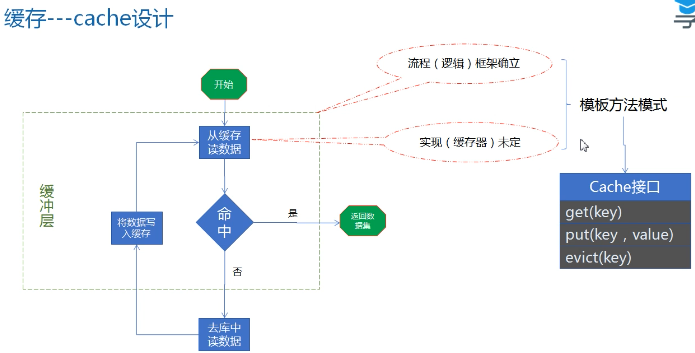 缓存---cache设计
流程（逻辑）框架确立
开始
模板方法模式
从缓存
读数据
实现（缓存器）未定
Cache接口
get(key)
put(key，value)
evict(key)
缓冲层
将数据写
入缓存
命
中
是
返回数
据集
否
去库中
读数据